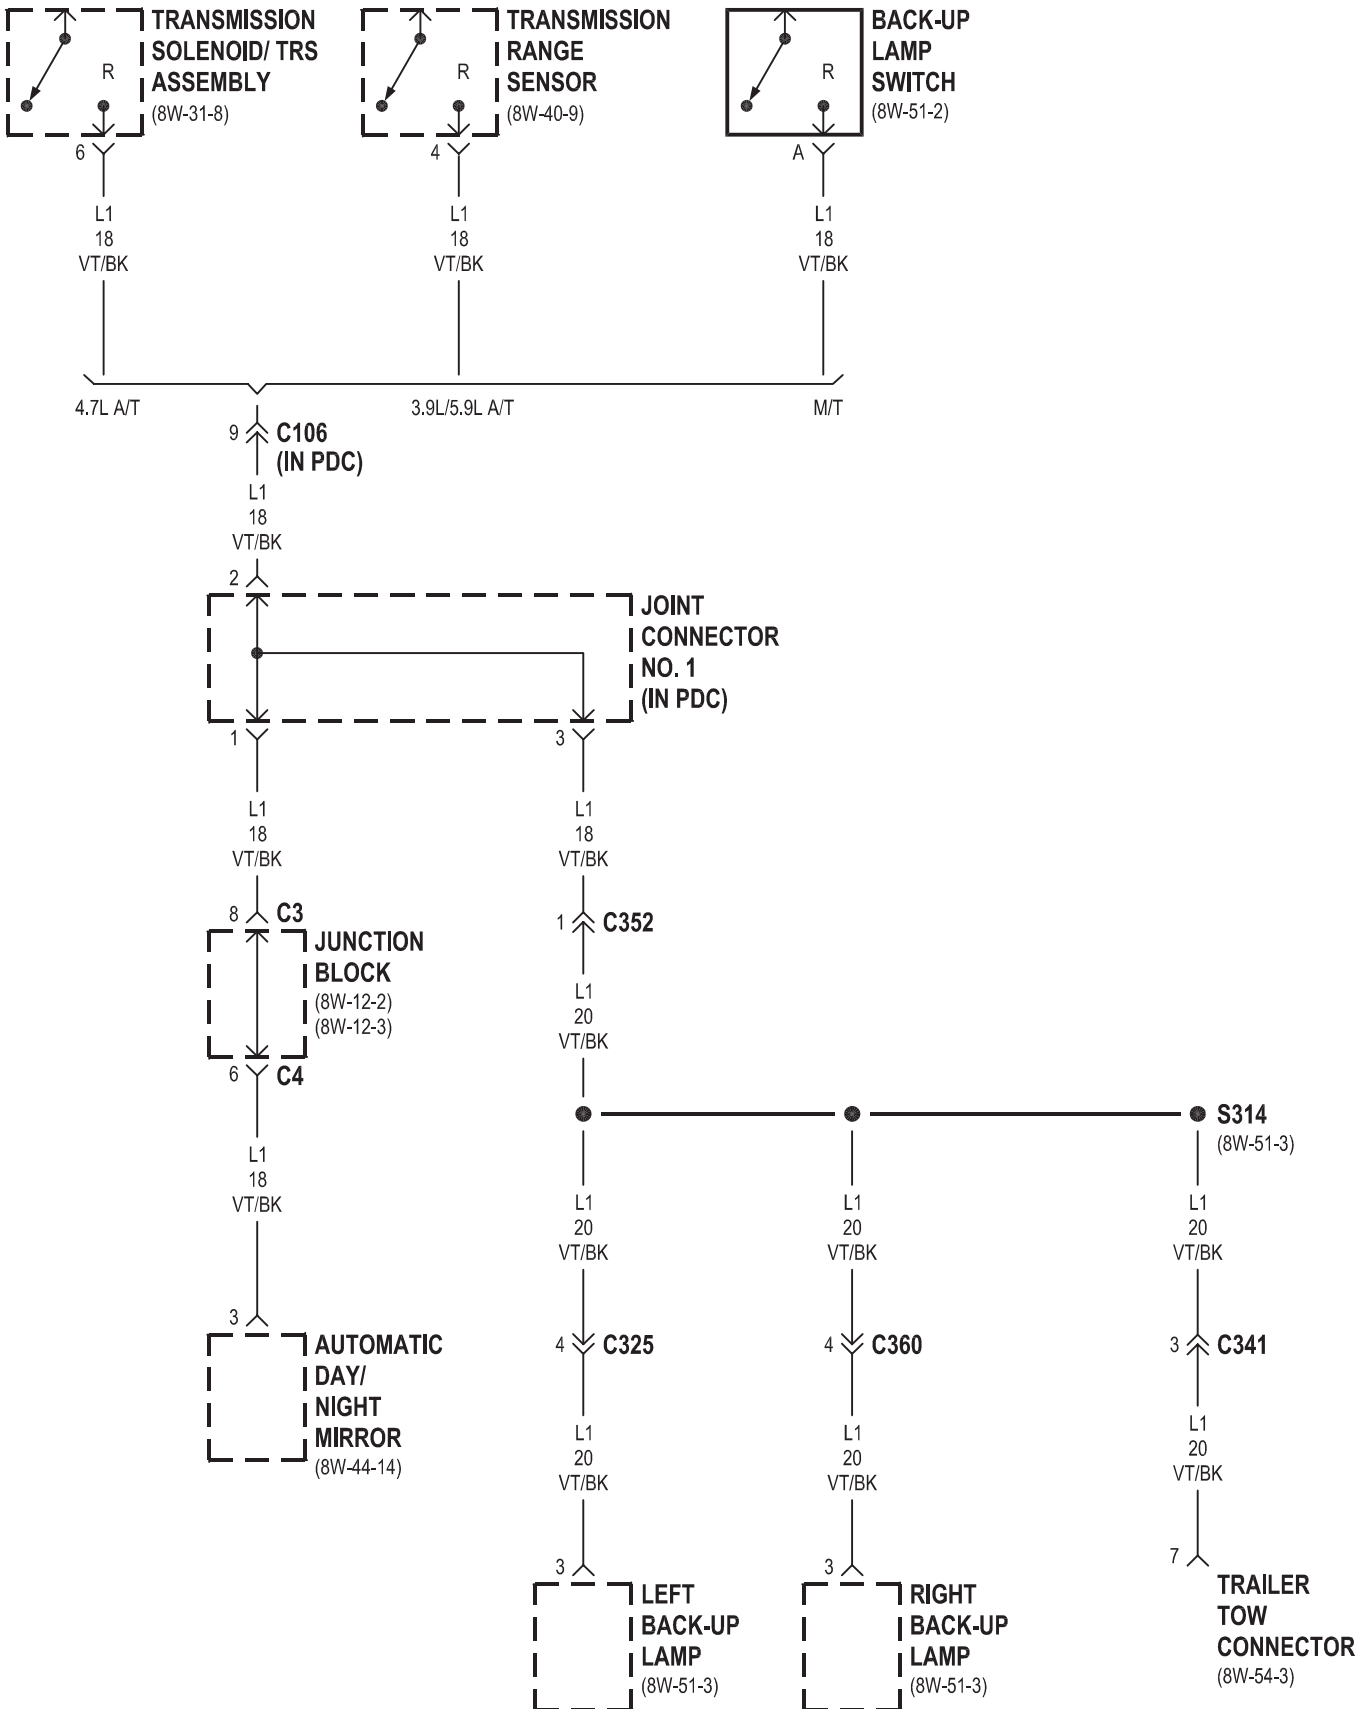 TRANSMISSION
SOLENOID/ TRS
ASSEMBLY
(8W-31-8)
R
6
L1
18
VT/BK
4.7L A/T
TRANSMISSION
RANGE
SENSOR
(8W-40-9)
R
4
L1
18
VT/BK
3.9L/5.9L A/T
BACK-UP
LAMP
SWITCH
(8W-51-2)
R
A
L1
18
VT/BK
M/T
9 C106
(IN PDC)
L1
18
VT/BK
2
JOINT
CONNECTOR
NO. 1
(IN PDC)
1
L1
18
VT/BK
8 C3
JUNCTION
BLOCK
(8W-12-2)
(8W-12-3)
6 C4
L1
18
VT/BK
3
AUTOMATIC
DAY/
NIGHT
MIRROR
(8W-44-14)
3
L1
18
VT/BK
1 C352
L1
20
VT/BK
S314
(8W-51-3)
L1
20
VT/BK
4 C325
L1
20
VT/BK
3
LEFT
BACK-UP
LAMP
(8W-51-3)
L1
20
VT/BK
4 C360
L1
20
VT/BK
3
RIGHT
BACK-UP
LAMP
(8W-51-3)
L1
20
VT/BK
3 C341
L1
20
VT/BK
7
TRAILER
TOW
CONNECTOR
(8W-54-3)